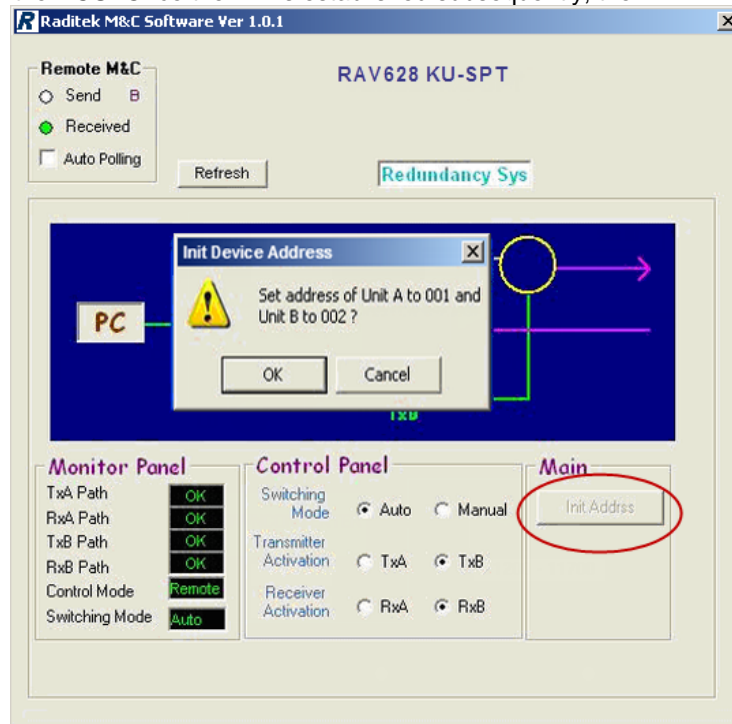 Raditek M&C Software Ver 1.0.1
Remote M&C
Send B
Received
Auto Polling
RAV628 KU-SPT
Refresh
Redundancy Sys
Init Device Address
Set address of Unit A to 001 and
Unit B to 002 ?
OK Cancel
PC
TxB
Monitor Panel
TxA Path OK
RxA Path OK
TxB Path OK
RxB Path OK
Control Mode Remote
Switching Mode Auto
Control Panel
Switching
Mode Auto Manual
Transmitter
Activation TxA TxB
Receiver
Activation RxA RxB
Main
Init Addrss